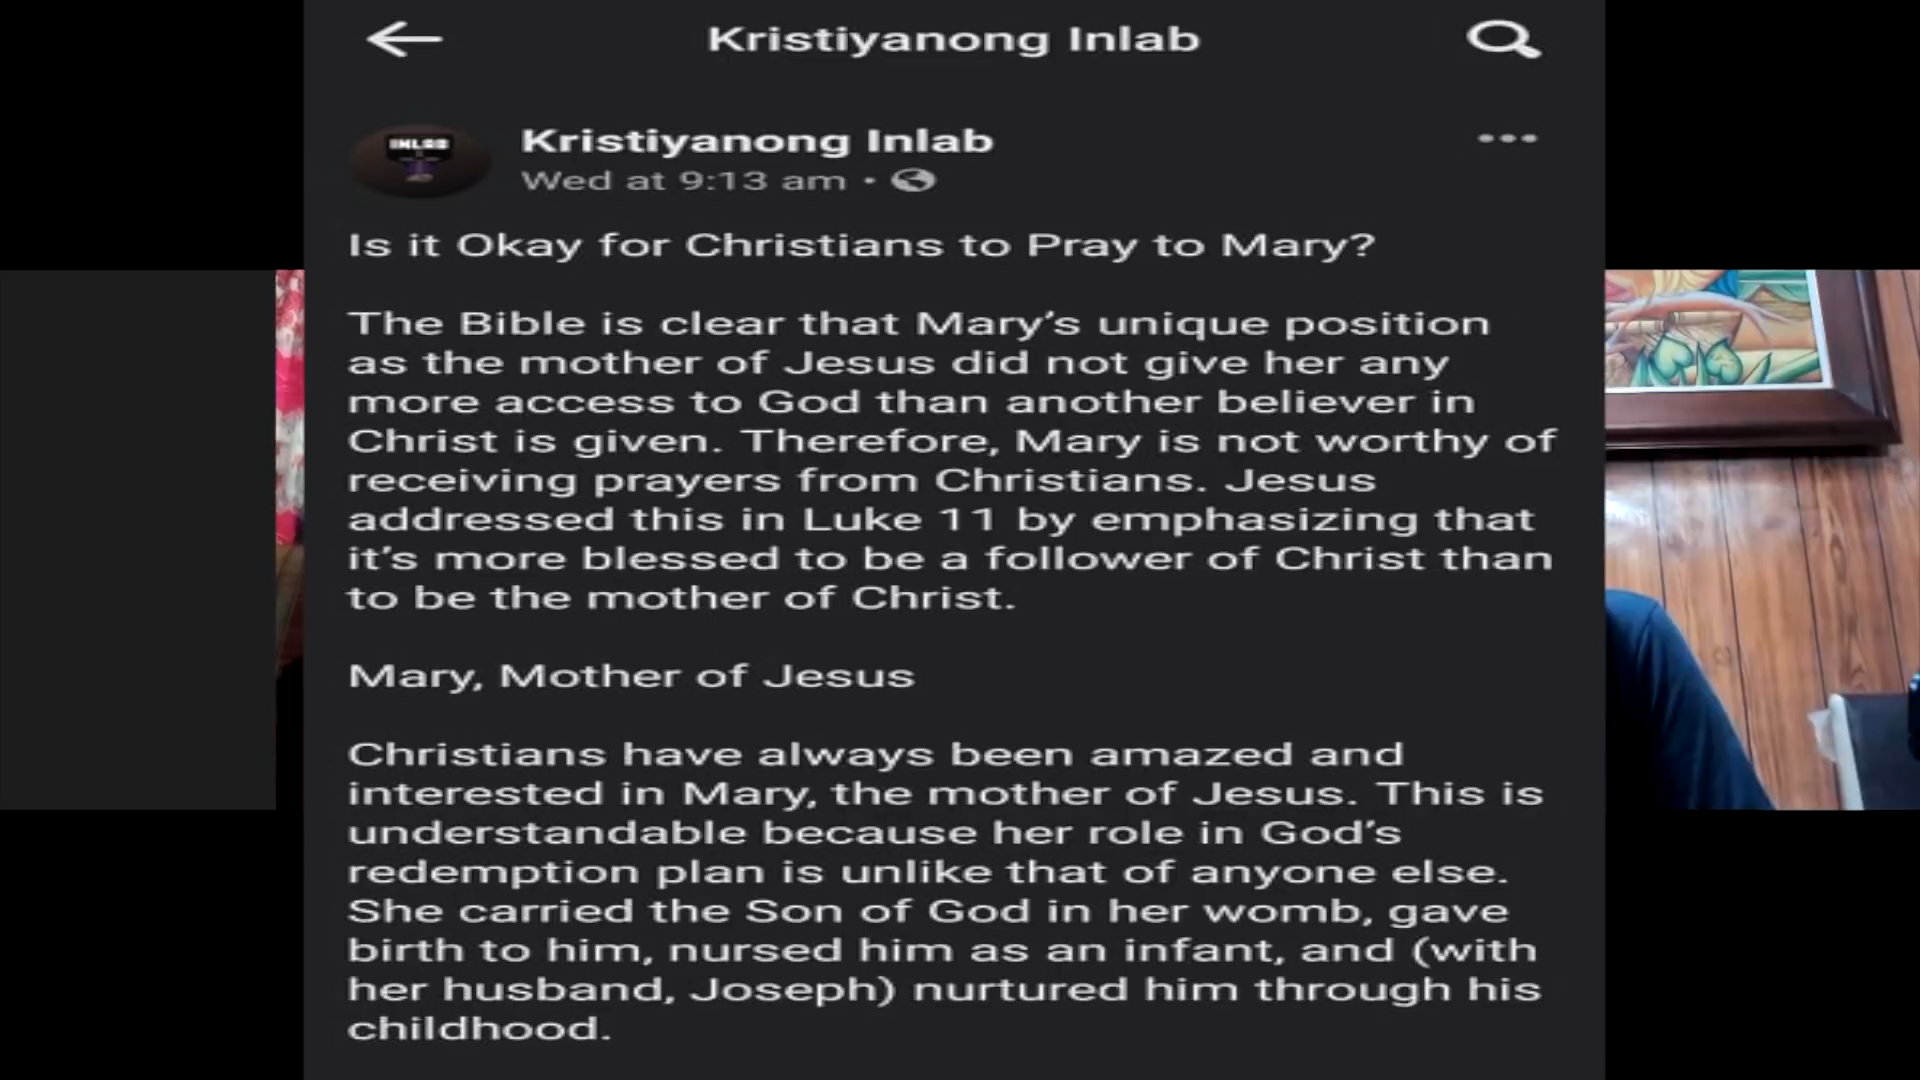 Kristiyanong Inlab
INLAB
Kristiyanong Inlab
Wed at 9:13 am •
Is it Okay for Christians to Pray to Mary?
The Bible is clear that Mary's unique position
as the mother of Jesus did not give her any
more access to God than another believer in
Christ is given. Therefore, Mary is not worthy of
receiving prayers from Christians. Jesus
addressed this in Luke 11 by emphasizing that
it's more blessed to be a follower of Christ than
to be the mother of Christ.
Mary, Mother of Jesus
Christians have always been amazed and
interested in Mary, the mother of Jesus. This is
understandable because her role in God's
redemption plan is unlike that of anyone else.
She carried the Son of God in her womb, gave
birth to him, nursed him as an infant, and (with
her husband, Joseph) nurtured him through his
childhood.